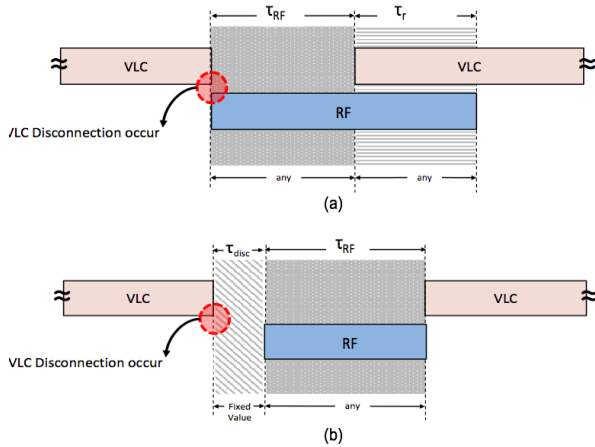 τRF τr
VLC VLC
RF
VLC Disconnection occur
any any
(a)
τdisc τRF
VLC VLC
RF
VLC Disconnection occur
Fixed
Value any
(b)